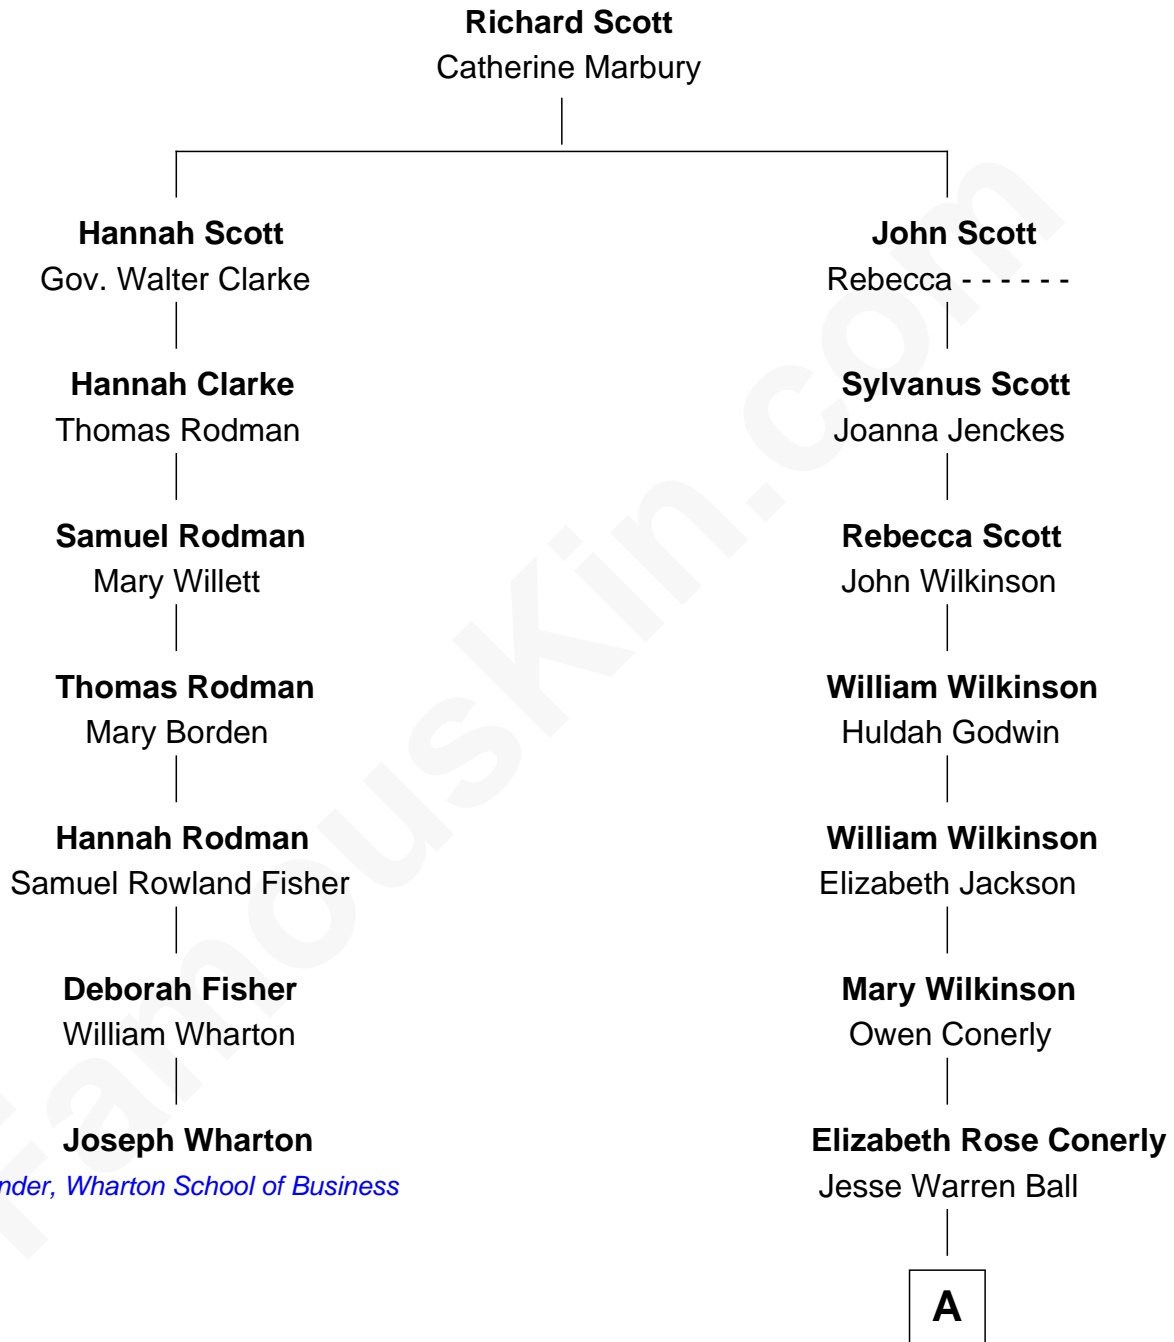 Richard Scott
Catherine Marbury
Hannah Scott
Gov. Walter Clarke
John Scott
Rebecca - - - - - -
Hannah Clarke
Thomas Rodman
Sylvanus Scott
Joanna Jenckes
Samuel Rodman
Mary Willett
Rebecca Scott
John Wilkinson
Thomas Rodman
Mary Borden
William Wilkinson
Huldah Godwin
Hannah Rodman
Samuel Rowland Fisher
William Wilkinson
Elizabeth Jackson
Deborah Fisher
William Wharton
Mary Wilkinson
Owen Conerly
Joseph Wharton
nder, Wharton School of Business
Elizabeth Rose Conerly
Jesse Warren Ball
A
FamousKin.com